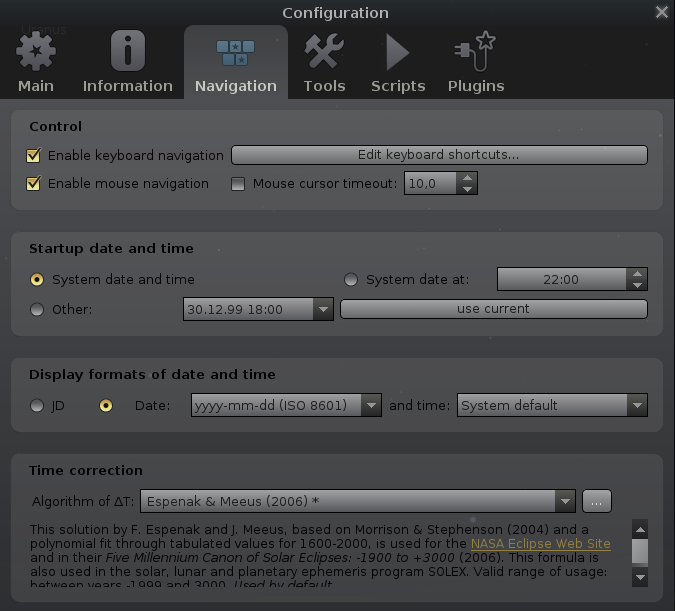 Configuration
Uranus
Main
Information
Navigation
Tools
Scripts
Plugins
Control
Enable keyboard navigation
Edit keyboard shortcuts...
Enable mouse navigation
Mouse cursor timeout:
10,0
Startup date and time
System date and time
System date at:
22:00
Other:
30.12.99 18:00
use current
Display formats of date and time
JD
Date:
yyyy-mm-dd (ISO 8601)
and time:
System default
Time correction
Algorithm of ΔT:
Espenak & Meeus (2006) *
...
This solution by F. Espenak and J. Meeus, based on Morrison & Stephenson (2004) and a
polynomial fit through tabulated values for 1600-2000, is used for the NASA Eclipse Web Site
and in their Five Millennium Canon of Solar Eclipses: -1900 to +3000 (2006). This formula is
also used in the solar, lunar and planetary ephemeris program SOLEX. Valid range of usage:
between years -1999 and 3000. Used by default.